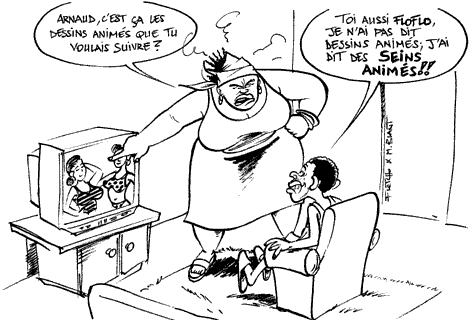 ARNAUD, C'EST ÇA LES
DESSINS ANIMÉS QUE TU
VOULAIS SUIVRE?
TOI AUSSI FLOFLO,
JE N'AI PAS DIT
DESSINS ANIMÉS; J'AI
DIT DES SEINS
ANIMÉS!!